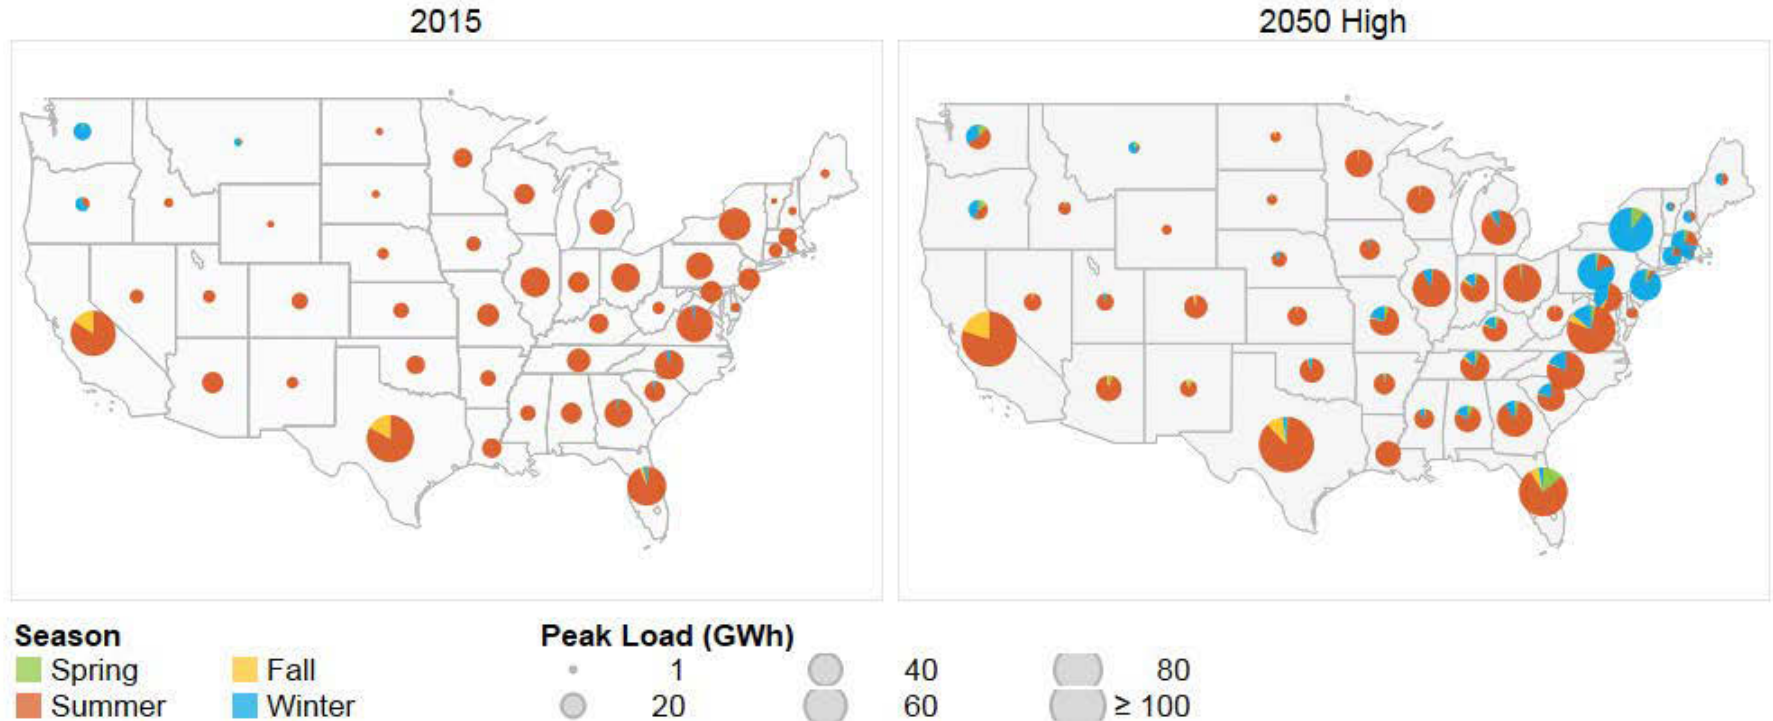 2015
2050 High
Season
Peak Load (GWh)
Spring
Fall
1
40
80
Summer
Winter
20
60
≥ 100